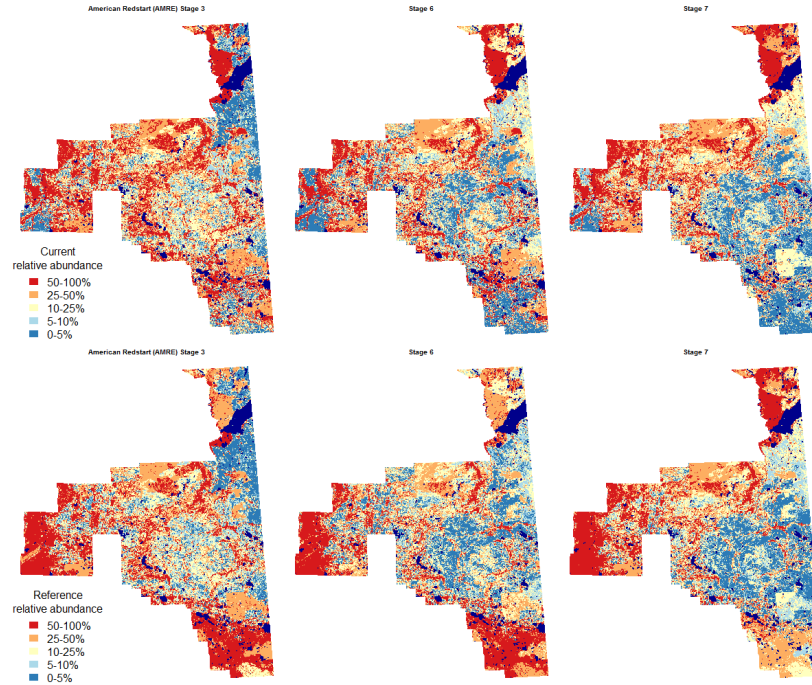 American Redstart (AMRE) Stage 3
Stage 6
Stage 7
Current
relative abundance
50-100%
25-50%
10-25%
5-10%
0-5%
American Redstart (AMRE) Stage 3
Stage 6
Stage 7
Reference
relative abundance
50-100%
25-50%
10-25%
5-10%
0-5%